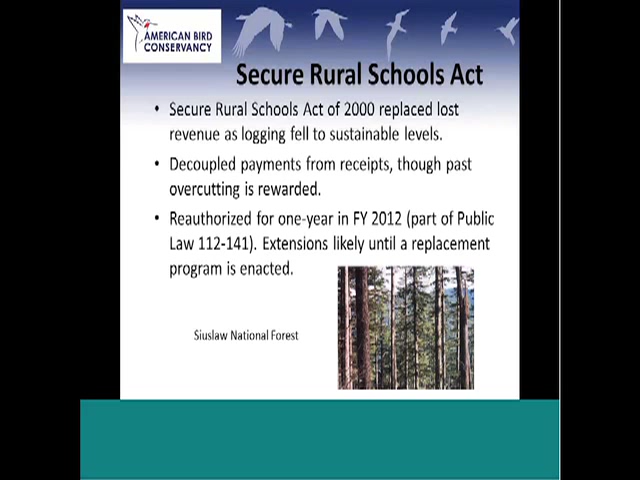 AMERICAN BIRD
CONSERVANCY
Secure Rural Schools Act
• Secure Rural Schools Act of 2000 replaced lost
revenue as logging fell to sustainable levels.
• Decoupled payments from receipts, though past
overcutting is rewarded.
• Reauthorized for one-year in FY 2012 (part of Public
Law 112-141). Extensions likely until a replacement
program is enacted.
Siuslaw National Forest